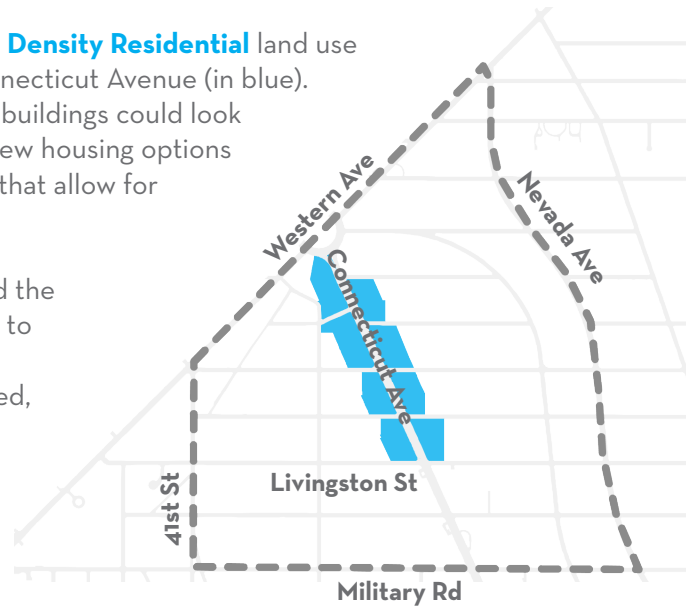 Density Residential land use
necticut Avenue (in blue).
buildings could look
ew housing options
that allow for
d the
to
ed,
Western Ave
Nevada Ave
Connecticut Ave
Livingston St
41st St
Military Rd